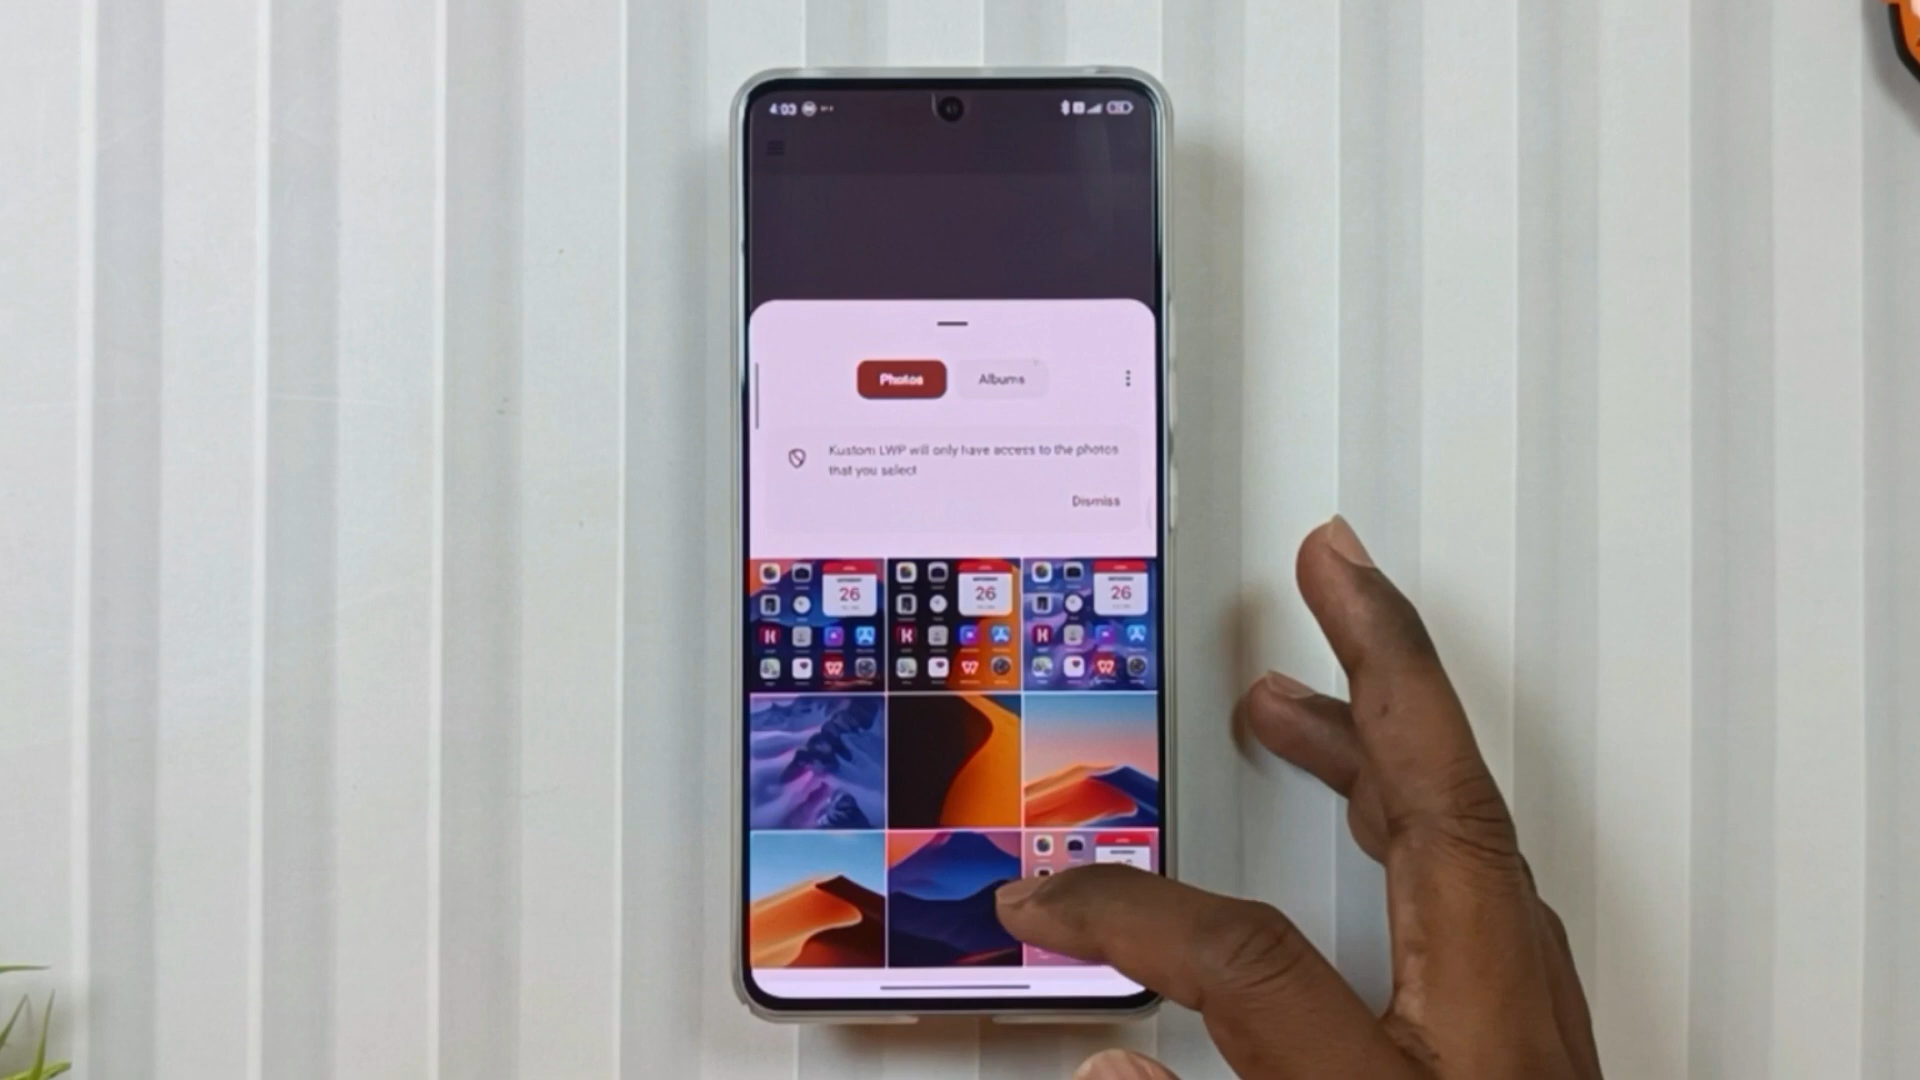 4:03
Photos Albums
Kustom LWP will only have access to the photos
that you select
Dismiss
26 26 26